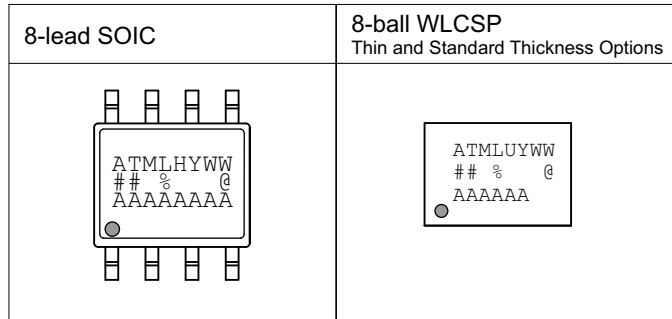 8-lead SOIC
8-ball WLCSP
Thin and Standard Thickness Options
ATMLHYWW
## % @
AAAAAAAA
ATMLUYWW
## % @
AAAAAA